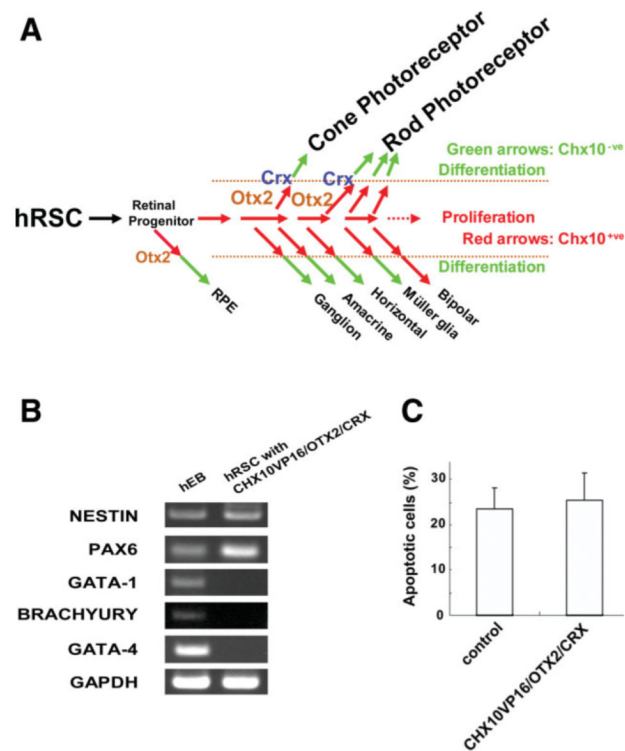 A
Cone Photoreceptor
Rod Photoreceptor
Green arrows: Chx10-ve
Differentiation
Crx
Crx
Otx2
Otx2
hRSC
Retinal
Progenitor
Proliferation
Red arrows: Chx10+ve
Otx2
Differentiation
RPE
Ganglion
Amacrine
Horizontal
Müller glia
Bipolar
B
hEB
hRSC with
CHX10VP16/OTX2/CRX
NESTIN
PAX6
GATA-1
BRACHYURY
GATA-4
GAPDH
C
Apoptotic cells (%)
30
20
10
0
control
CHX10VP16/OTX2/CRX